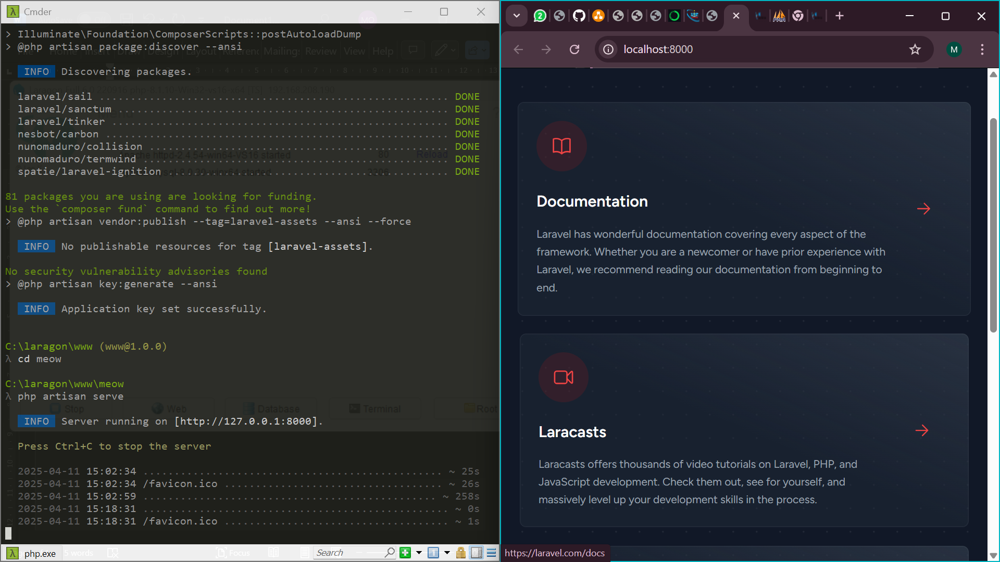 Cmder
> Illuminate\Foundation\ComposerScripts::postAutoloadDump
> @php artisan package:discover --ansi
INFO Discovering packages.
laravel/sail ........................................................ DONE
laravel/sanctum ..................................................... DONE
laravel/tinker ...................................................... DONE
nesbot/carbon ....................................................... DONE
nunomaduro/collision ................................................ DONE
nunomaduro/termwind ................................................. DONE
spatie/laravel-ignition ............................................. DONE
81 packages you are using are looking for funding.
Use the `composer fund` command to find out more!
> @php artisan vendor:publish --tag=laravel-assets --ansi --force
INFO No publishable resources for tag [laravel-assets].
No security vulnerability advisories found
> @php artisan key:generate --ansi
INFO Application key set successfully.
C:\laragon\www (www@1.0.0)
λ cd meow
C:\laragon\www\meow
λ php artisan serve
Stop Web Database Terminal Root
INFO Server running on [http://127.0.0.1:8000].
Press Ctrl+C to stop the server
2025-04-11 15:02:34 ................................................ ~ 25s
2025-04-11 15:02:34 /favicon.ico ................................... ~ 26s
2025-04-11 15:02:59 ............................................... ~ 258s
2025-04-11 15:18:31 ................................................. ~ 0s
2025-04-11 15:18:31 /favicon.ico .................................... ~ 1s
php.exe
5 words
Focus
Search
localhost:8000
M
Documentation
Laravel has wonderful documentation covering every aspect of the
framework. Whether you are a newcomer or have prior experience with
Laravel, we recommend reading our documentation from beginning to
end.
Laracasts
Laracasts offers thousands of video tutorials on Laravel, PHP, and
JavaScript development. Check them out, see for yourself, and
massively level up your development skills in the process.
https://laravel.com/docs